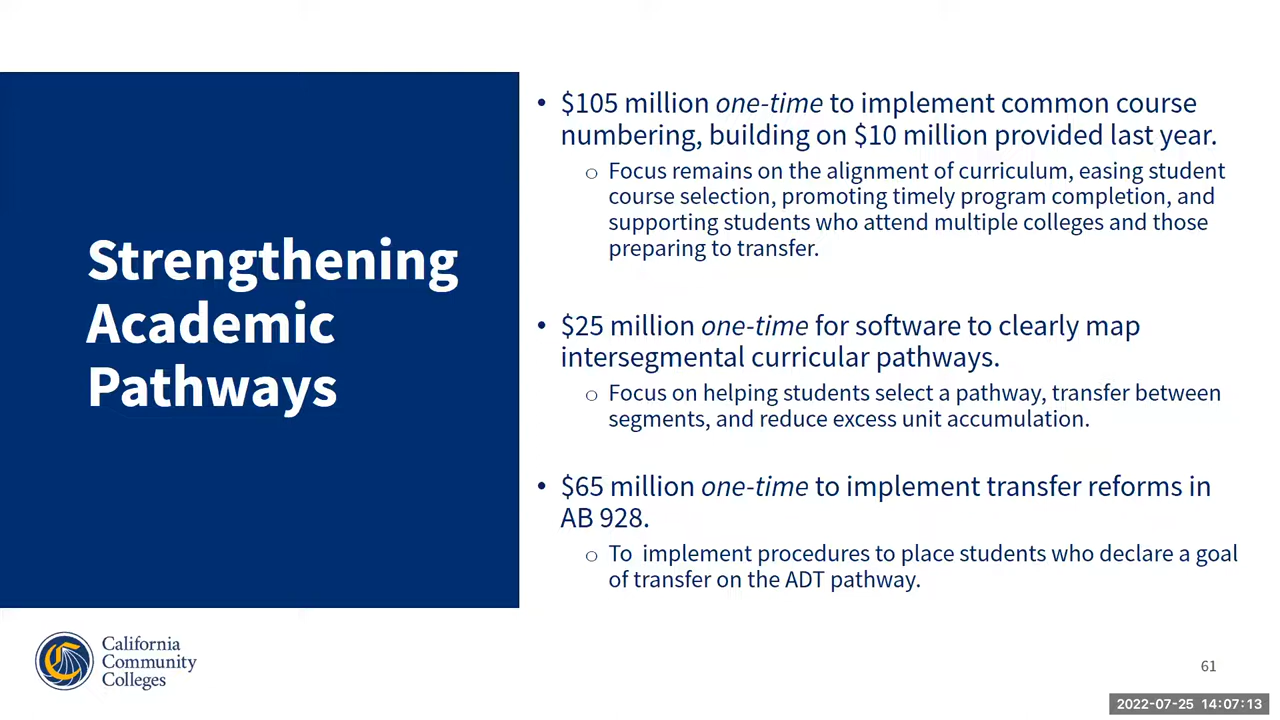 Strengthening
Academic
Pathways
• $105 million one-time to implement common course
numbering, building on $10 million provided last year.
o Focus remains on the alignment of curriculum, easing student
course selection, promoting timely program completion, and
supporting students who attend multiple colleges and those
preparing to transfer.
• $25 million one-time for software to clearly map
intersegmental curricular pathways.
o Focus on helping students select a pathway, transfer between
segments, and reduce excess unit accumulation.
• $65 million one-time to implement transfer reforms in
AB 928.
o To implement procedures to place students who declare a goal
of transfer on the ADT pathway.
California
Community
Colleges
61
2022-07-25 14:07:13